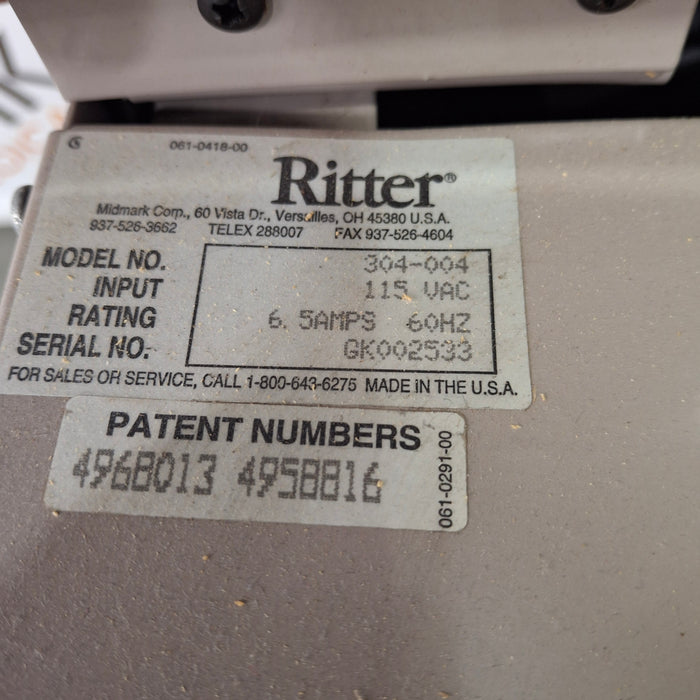 061-0418-00
Ritter®
Midmark Corp., 60 Vista Dr., Versailles, OH 45380 U.S.A.
937-526-3662 TELEX 288007 FAX 937-526-4604
MODEL NO. 304-004
INPUT 115 VAC
RATING 6.5AMPS 60HZ
SERIAL NO. GK002533
FOR SALES OR SERVICE, CALL 1-800-643-6275 MADE IN THE U.S.A.
PATENT NUMBERS
4968013 4958816
061-0291-00